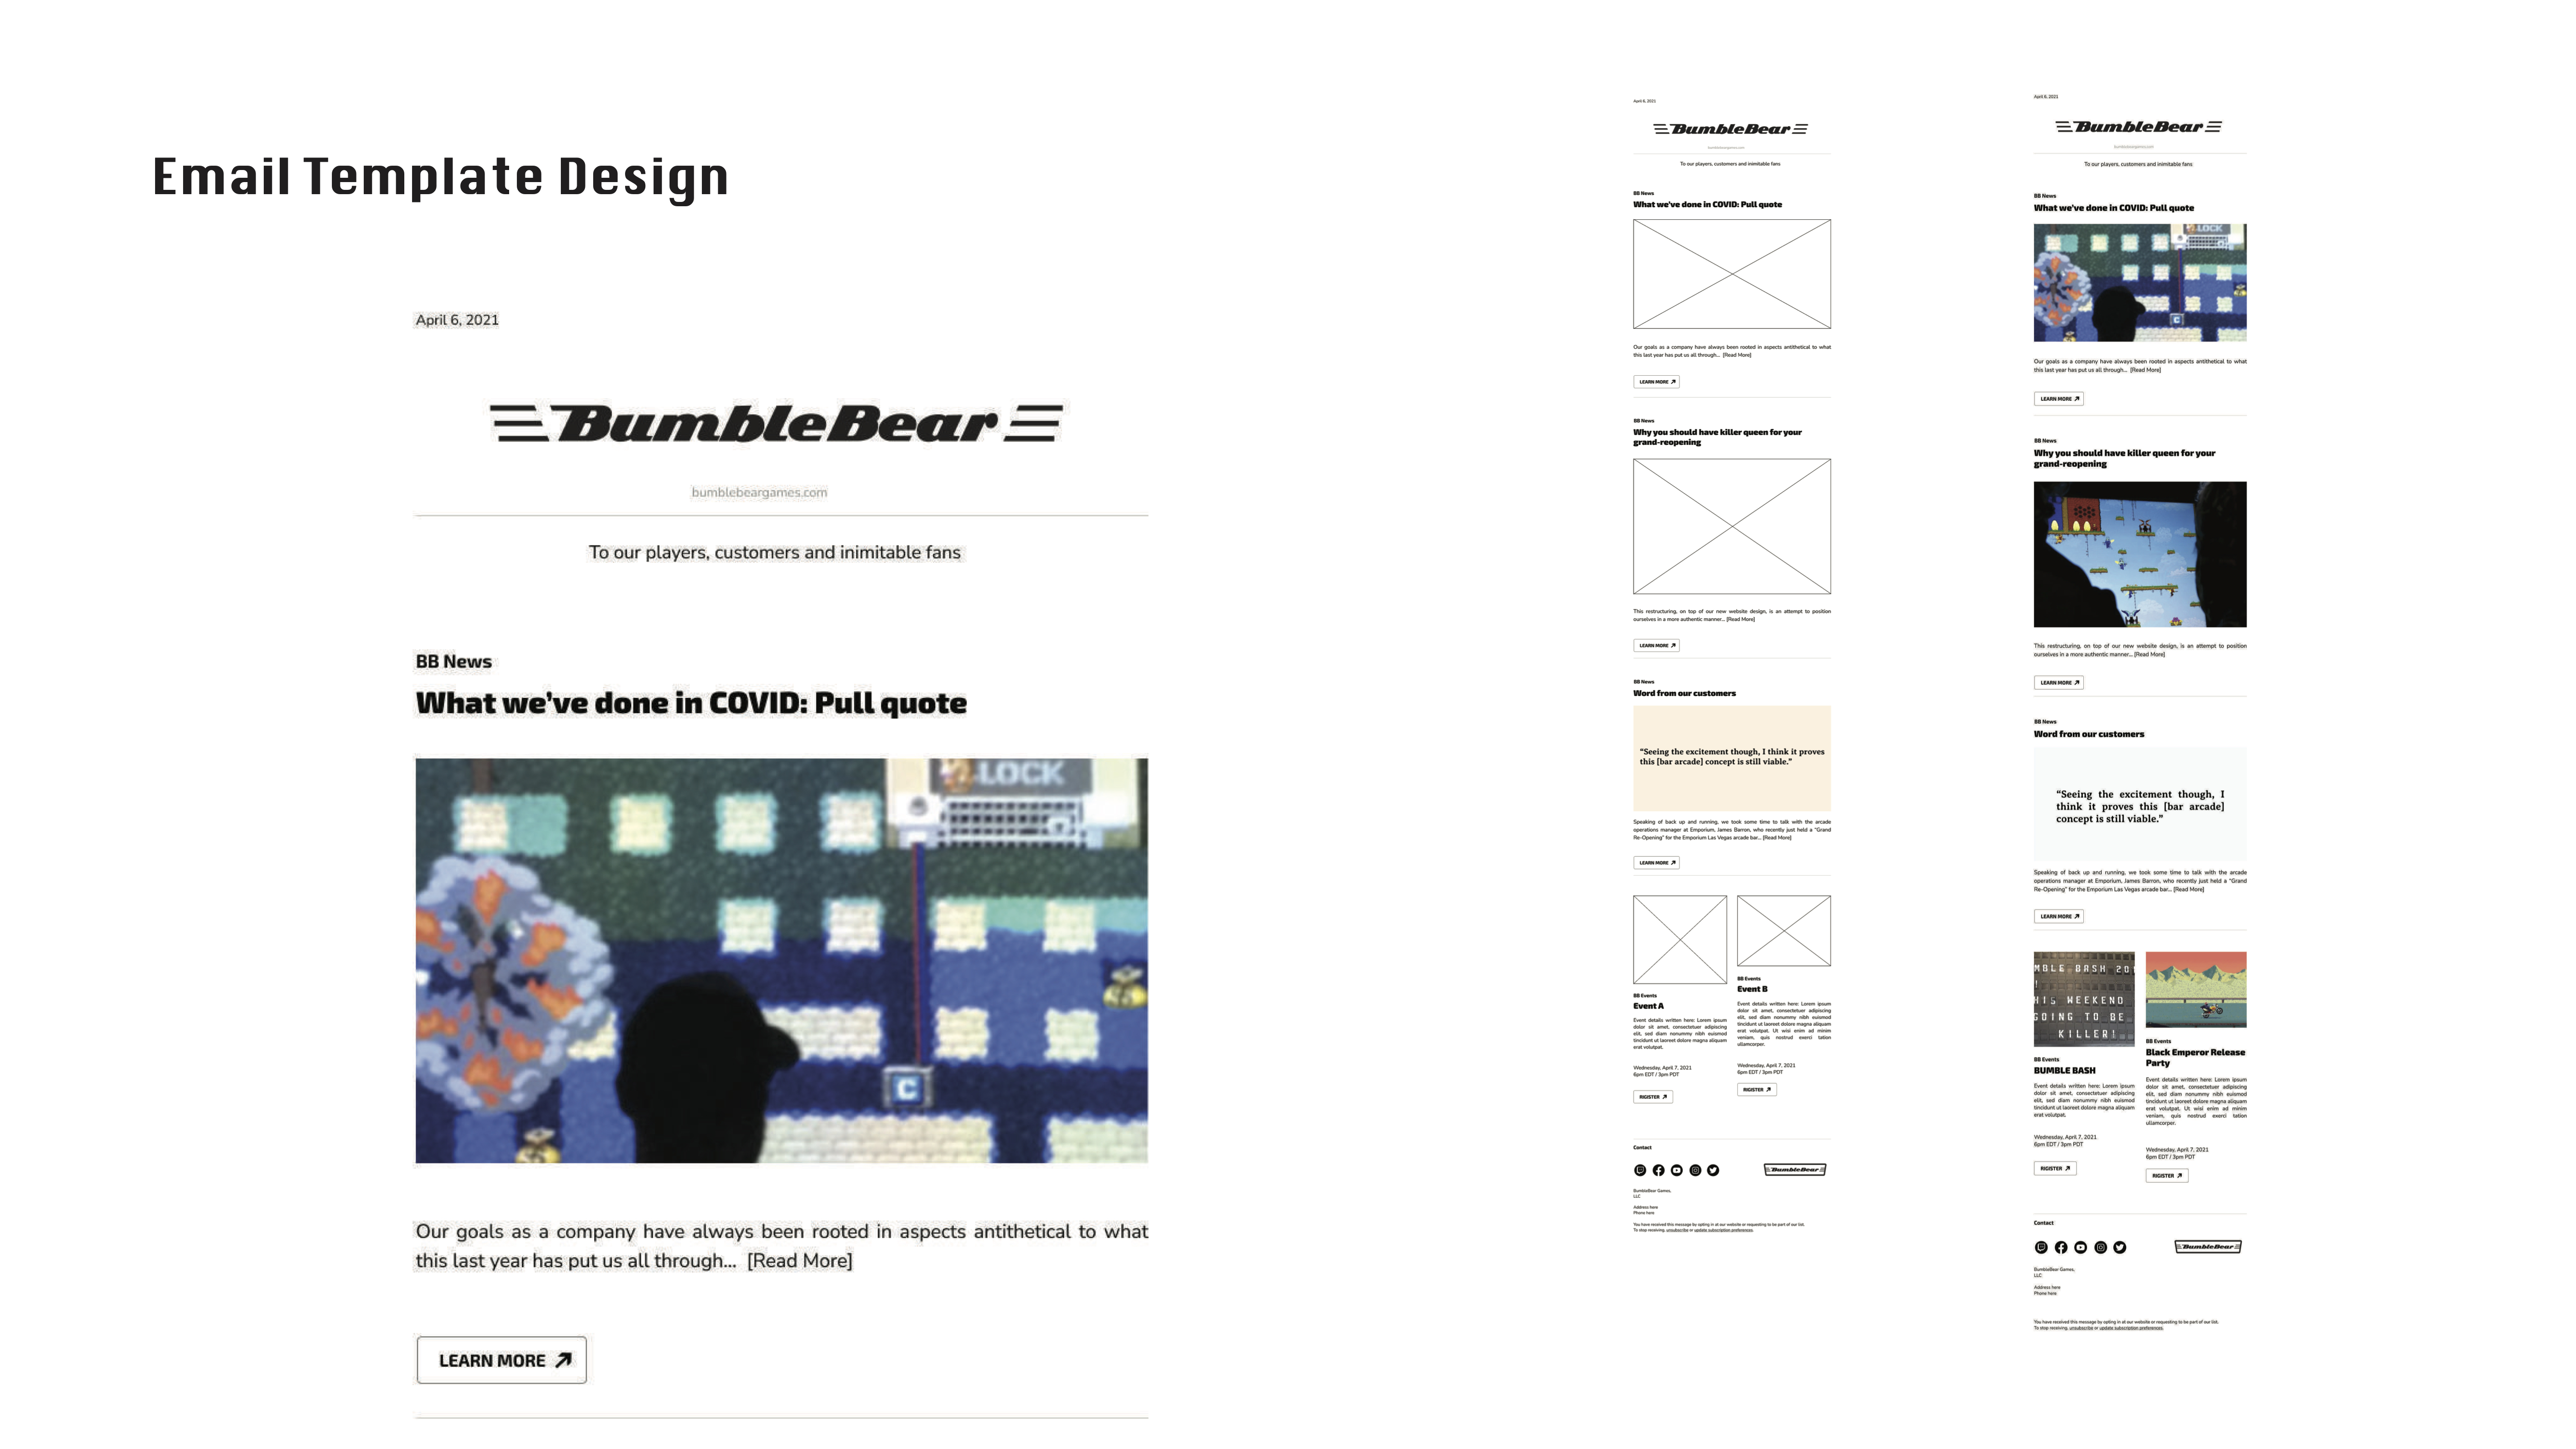 Email Template Design
April 6, 2021
BumbleBear
bumblebeargames.com
To our players, customers and inimitable fans
BB News
What we've done in COVID: Pull quote
LOCK
C
Our goals as a company have always been rooted in aspects antithetical to what
this last year has put us all through... [Read More]
LEARN MORE
April 6, 2021
BumbleBear
bumblebeargames.com
To our players, customers and inimitable fans
BB News
What we've done in COVID: Pull quote
Our goals as a company have always been rooted in aspects antithetical to what
this last year has put us all through... [Read More]
LEARN MORE
BB News
Why you should have killer queen for your
grand-reopening
This restructuring, on top of our new website design, is an attempt to position
ourselves in a more authentic manner... [Read More]
LEARN MORE
BB News
Word from our customers
“Seeing the excitement though, I think it proves
this [bar arcade] concept is still viable.”
Speaking of back up and running, we took some time to talk with the arcade
operations manager at Emporium, James Barron, who recently just held a “Grand
Re-Opening” for the Emporium Las Vegas arcade bar... [Read More]
LEARN MORE
BB Events
Event A
Event details written here: Lorem ipsum
dolor sit amet, consectetuer adipiscing
elit, sed diam nonummy nibh euismod
tincidunt ut laoreet dolore magna aliquam
erat volutpat.
Wednesday, April 7, 2021
6pm EDT / 3pm PDT
RIGISTER
BB Events
Event B
Event details written here: Lorem ipsum
dolor sit amet, consectetuer adipiscing
elit, sed diam nonummy nibh euismod
tincidunt ut laoreet dolore magna aliquam
erat volutpat. Ut wisi enim ad minim
veniam, quis nostrud exerci tation
ullamcorper.
Wednesday, April 7, 2021
6pm EDT / 3pm PDT
RIGISTER
Contact
BumbleBear
BumbleBear Games,
LLC
Address here
Phone here
You have received this message by opting in at our website or requesting to be part of our list.
To stop receiving, unsubscribe or update subscription preferences.
April 6, 2021
BumbleBear
bumblebeargames.com
To our players, customers and inimitable fans
BB News
What we've done in COVID: Pull quote
LOCK
C
Our goals as a company have always been rooted in aspects antithetical to what
this last year has put us all through... [Read More]
LEARN MORE
BB News
Why you should have killer queen for your
grand-reopening
This restructuring, on top of our new website design, is an attempt to position
ourselves in a more authentic manner... [Read More]
LEARN MORE
BB News
Word from our customers
“Seeing the excitement though, I
think it proves this [bar arcade]
concept is still viable.”
Speaking of back up and running, we took some time to talk with the arcade
operations manager at Emporium, James Barron, who recently just held a “Grand
Re-Opening” for the Emporium Las Vegas arcade bar... [Read More]
LEARN MORE
MBLE BASH 20
!
HIS WEEKEND
GOING TO BE
KILLER!
BB Events
BUMBLE BASH
Event details written here: Lorem ipsum
dolor sit amet, consectetuer adipiscing
elit, sed diam nonummy nibh euismod
tincidunt ut laoreet dolore magna aliquam
erat volutpat.
Wednesday, April 7, 2021
6pm EDT / 3pm PDT
RIGISTER
BB Events
Black Emperor Release
Party
Event details written here: Lorem ipsum
dolor sit amet, consectetuer adipiscing
elit, sed diam nonummy nibh euismod
tincidunt ut laoreet dolore magna aliquam
erat volutpat. Ut wisi enim ad minim
veniam, quis nostrud exerci tation
ullamcorper.
Wednesday, April 7, 2021
6pm EDT / 3pm PDT
RIGISTER
Contact
BumbleBear
BumbleBear Games,
LLC
Address here
Phone here
You have received this message by opting in at our website or requesting to be part of our list.
To stop receiving, unsubscribe or update subscription preferences.